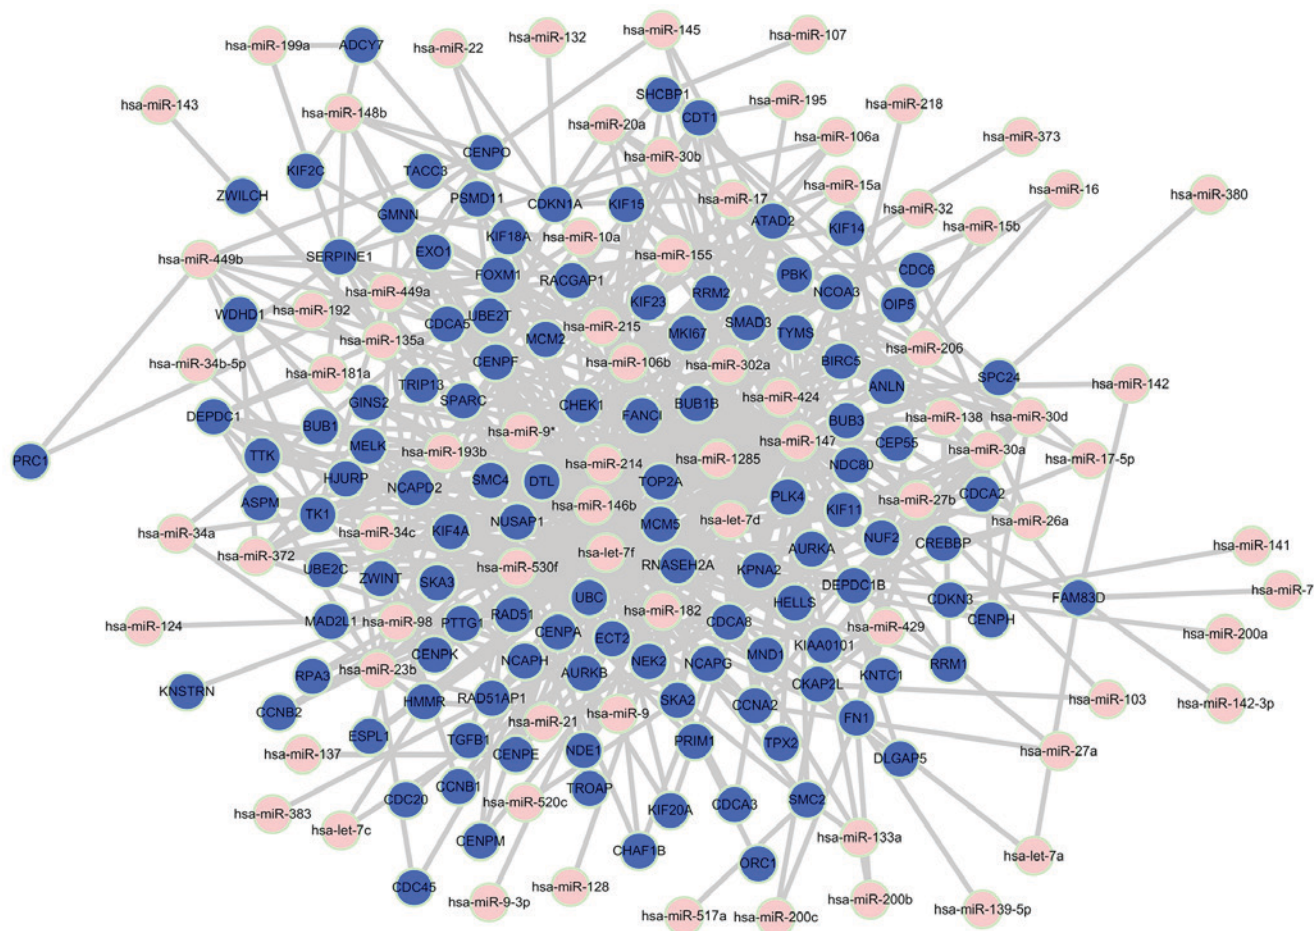 hsa-miR-199a
ADCY7
hsa-miR-22
hsa-miR-132
hsa-miR-145
hsa-miR-107
hsa-miR-143
hsa-miR-148b
SHCBP1
CDT1
hsa-miR-195
hsa-miR-218
hsa-miR-20a
hsa-miR-106a
hsa-miR-373
CENPO
hsa-miR-30b
KIF2C
TACC3
ZWILCH
PSMD11
GMNN
CDKN1A
KIF15
hsa-miR-17
hsa-miR-15a
hsa-miR-32
hsa-miR-16
hsa-miR-380
ATAD2
KIF14
hsa-miR-15b
hsa-miR-449b
SERPINE1
EXO1
KIF18A
hsa-miR-10a
hsa-miR-155
FOXM1
RACGAP1
PBK
NCOA3
CDC6
OIP5
hsa-miR-449a
hsa-miR-192
WDHD1
CDCA5
UBE2T
KIF23
RRM2
SMAD3
hsa-miR-135a
MCM2
hsa-miR-215
MKI67
TYMS
hsa-miR-34b-5p
hsa-miR-181a
CENPF
hsa-miR-106b
hsa-miR-302a
BIRC5
hsa-miR-206
SPC24
hsa-miR-142
TRIP13
SPARC
ANLN
DEPDC1
GINS2
BUB1
CHEK1
FANCI
BUB1B
hsa-miR-424
BUB3
hsa-miR-138
hsa-miR-30d
PRC1
TTK
MELK
hsa-miR-193b
hsa-miR-9*
hsa-miR-147
CEP55
hsa-miR-30a
hsa-miR-17-5p
HJURP
NCAPD2
SMC4
DTL
hsa-miR-214
hsa-miR-1285
TOP2A
NDC80
ASPM
TK1
hsa-miR-146b
PLK4
KIF11
hsa-miR-27b
CDCA2
hsa-miR-34a
hsa-miR-34c
KIF4A
NUSAP1
MCM5
hsa-let-7d
hsa-miR-26a
hsa-miR-372
NUF2
CREBBP
hsa-miR-141
UBE2C
ZWINT
SKA3
hsa-miR-530f
hsa-let-7f
RNASEH2A
KPNA2
AURKA
DEPDC1B
hsa-miR-7
hsa-miR-124
MAD2L1
hsa-miR-98
PTTG1
RAD51
UBC
hsa-miR-182
HELLS
CDKN3
FAM83D
CENPH
hsa-miR-200a
CENPA
ECT2
CDCA8
hsa-miR-429
KNSTRN
RPA3
hsa-miR-23b
CENPK
NCAPH
AURKB
NEK2
NCAPG
MND1
KIAA0101
RRM1
CCNB2
HMMR
RAD51AP1
SKA2
CCNA2
CKAP2L
KNTC1
hsa-miR-103
hsa-miR-142-3p
hsa-miR-137
ESPL1
TGFB1
CENPE
hsa-miR-21
hsa-miR-9
NDE1
PRIM1
TPX2
FN1
DLGAP5
hsa-miR-27a
hsa-miR-383
CDC20
CCNB1
hsa-miR-520c
TROAP
KIF20A
CDCA3
SMC2
hsa-let-7c
CENPM
CHAF1B
ORC1
hsa-miR-133a
hsa-let-7a
CDC45
hsa-miR-9-3p
hsa-miR-128
hsa-miR-517a
hsa-miR-200c
hsa-miR-200b
hsa-miR-139-5p